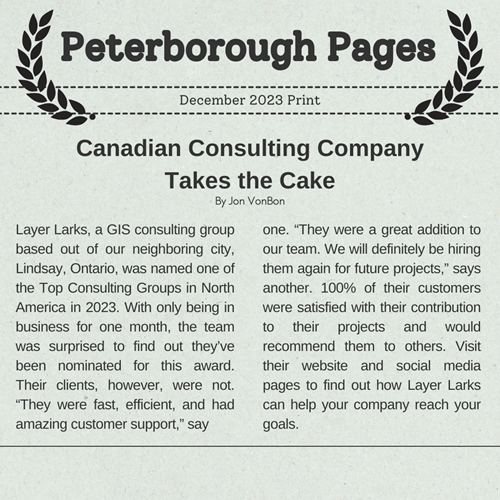 Peterborough Pages
December 2023 Print
Canadian Consulting Company
Takes the Cake
By Jon VonBon
Layer Larks, a GIS consulting group
based out of our neighboring city,
Lindsay, Ontario, was named one of
the Top Consulting Groups in North
America in 2023. With only being in
business for one month, the team
was surprised to find out they've
been nominated for this award.
Their clients, however, were not.
“They were fast, efficient, and had
amazing customer support,” say
one. “They were a great addition to
our team. We will definitely be hiring
them again for future projects,” says
another. 100% of their customers
were satisfied with their contribution
to their projects and would
recommend them to others. Visit
their website and social media
pages to find out how Layer Larks
can help your company reach your
goals.